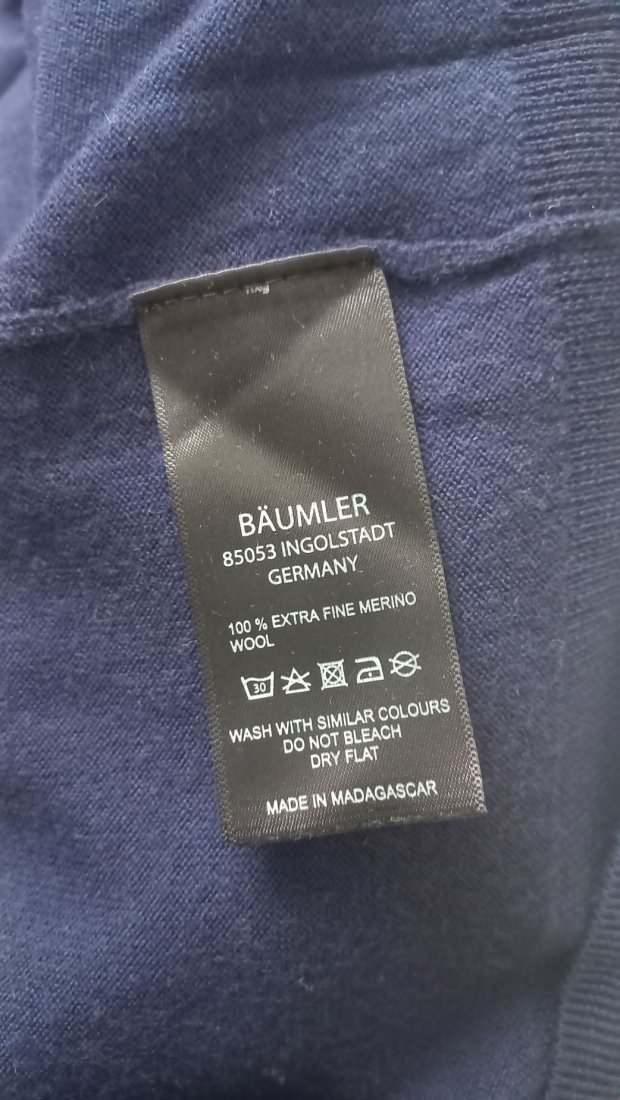 BÄUMLER
85053 INGOLSTADT
GERMANY
100 % EXTRA FINE MERINO
WOOL
30
WASH WITH SIMILAR COLOURS
DO NOT BLEACH
DRY FLAT
MADE IN MADAGASCAR